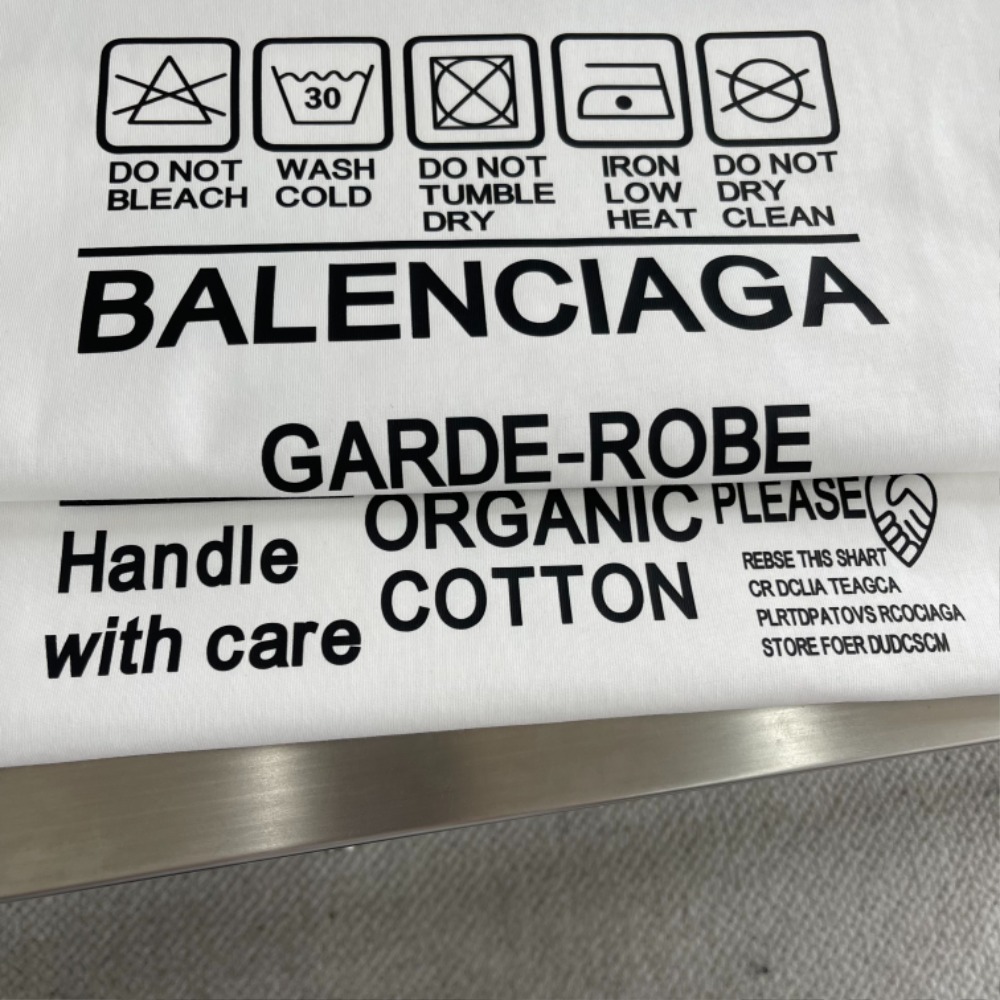 30
DO NOT BLEACH
WASH COLD
DO NOT TUMBLE DRY
IRON LOW HEAT
DO NOT DRY CLEAN
BALENCIAGA
GARDE-ROBE
Handle
with care
ORGANIC
COTTON
PLEASE
REBSE THIS SHART
CR DCLIA TEAGCA
PLRTDPATOVS RCOCIAGA
STORE FOER DUDCSCM